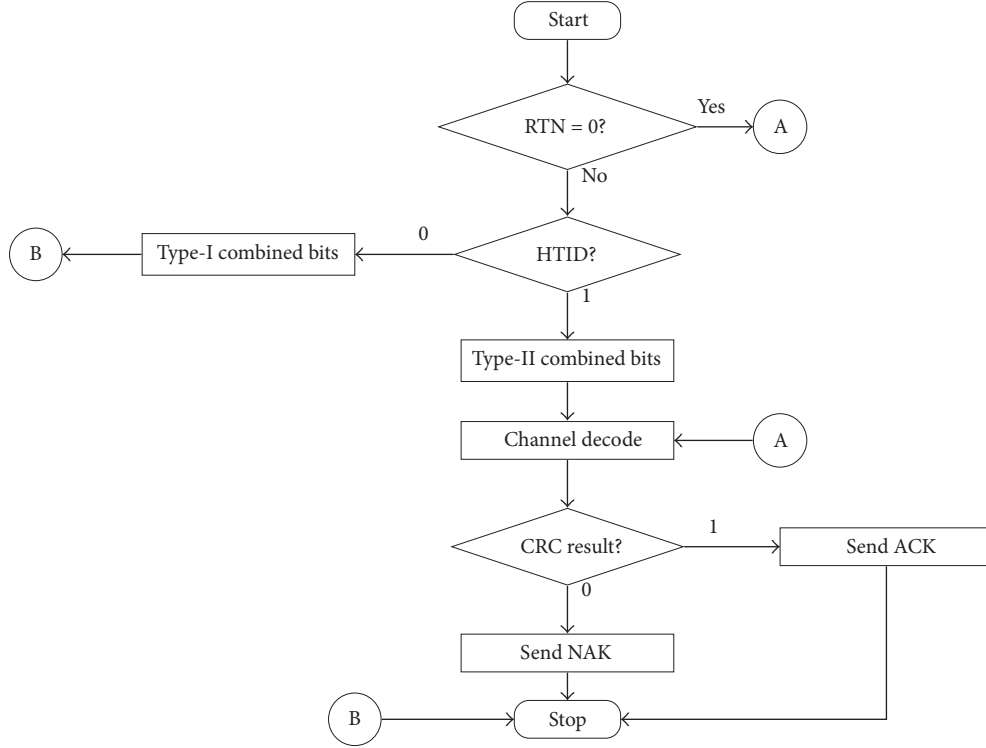 Start
Yes
RTN = 0?
A
No
0
B
Type-I combined bits
HTID?
1
Type-II combined bits
Channel decode
A
1
CRC result?
Send ACK
0
Send NAK
B
Stop